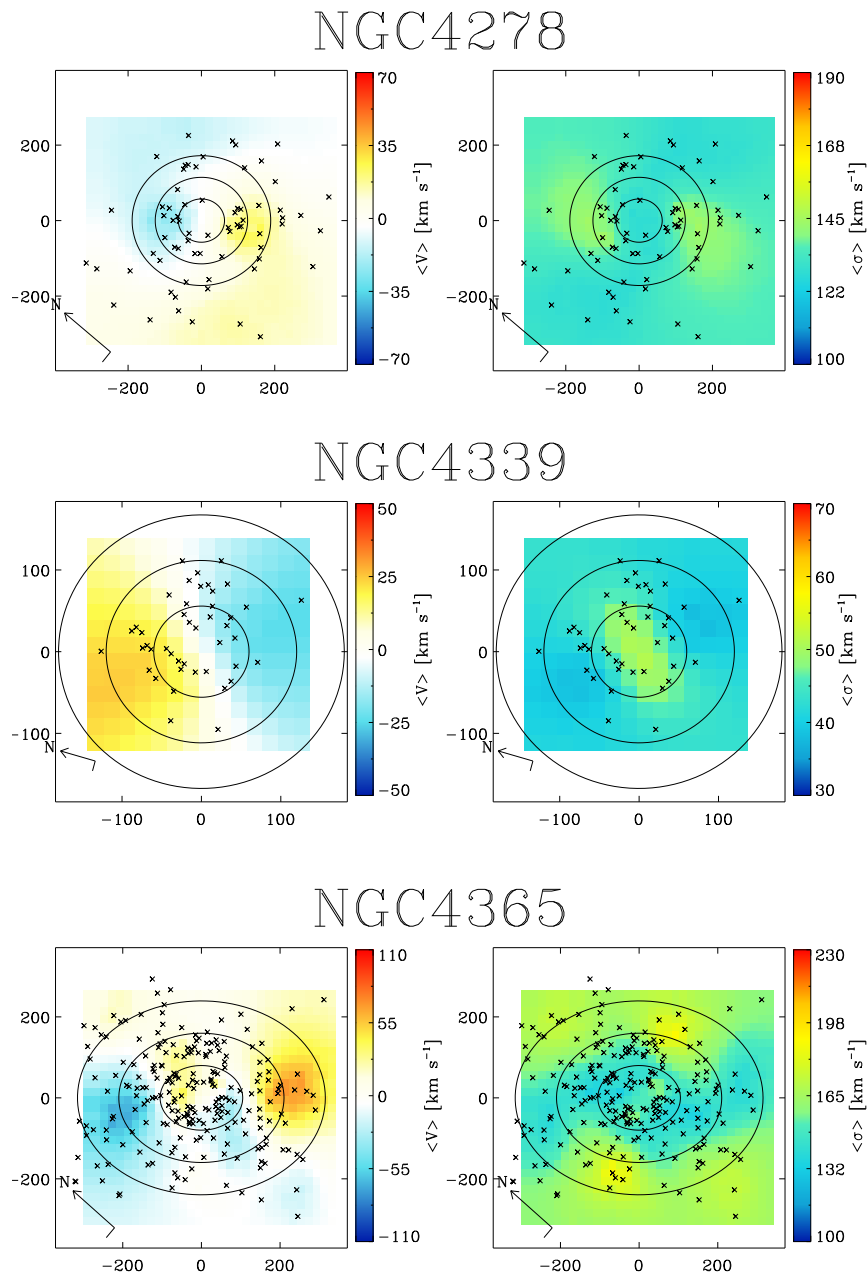 NGC4278
200
0
-200
-200 0 200
N
70
35
0
-35
-70
<V> [km s⁻¹]
200
0
-200
-200 0 200
N
190
168
145
122
100
<σ> [km s⁻¹]
NGC4339
100
0
-100
-100 0 100
N
50
25
0
-25
-50
<V> [km s⁻¹]
100
0
-100
-100 0 100
N
70
60
50
40
30
<σ> [km s⁻¹]
NGC4365
200
0
-200
-200 0 200
N
110
55
0
-55
-110
<V> [km s⁻¹]
200
0
-200
-200 0 200
N
230
198
165
132
100
<σ> [km s⁻¹]